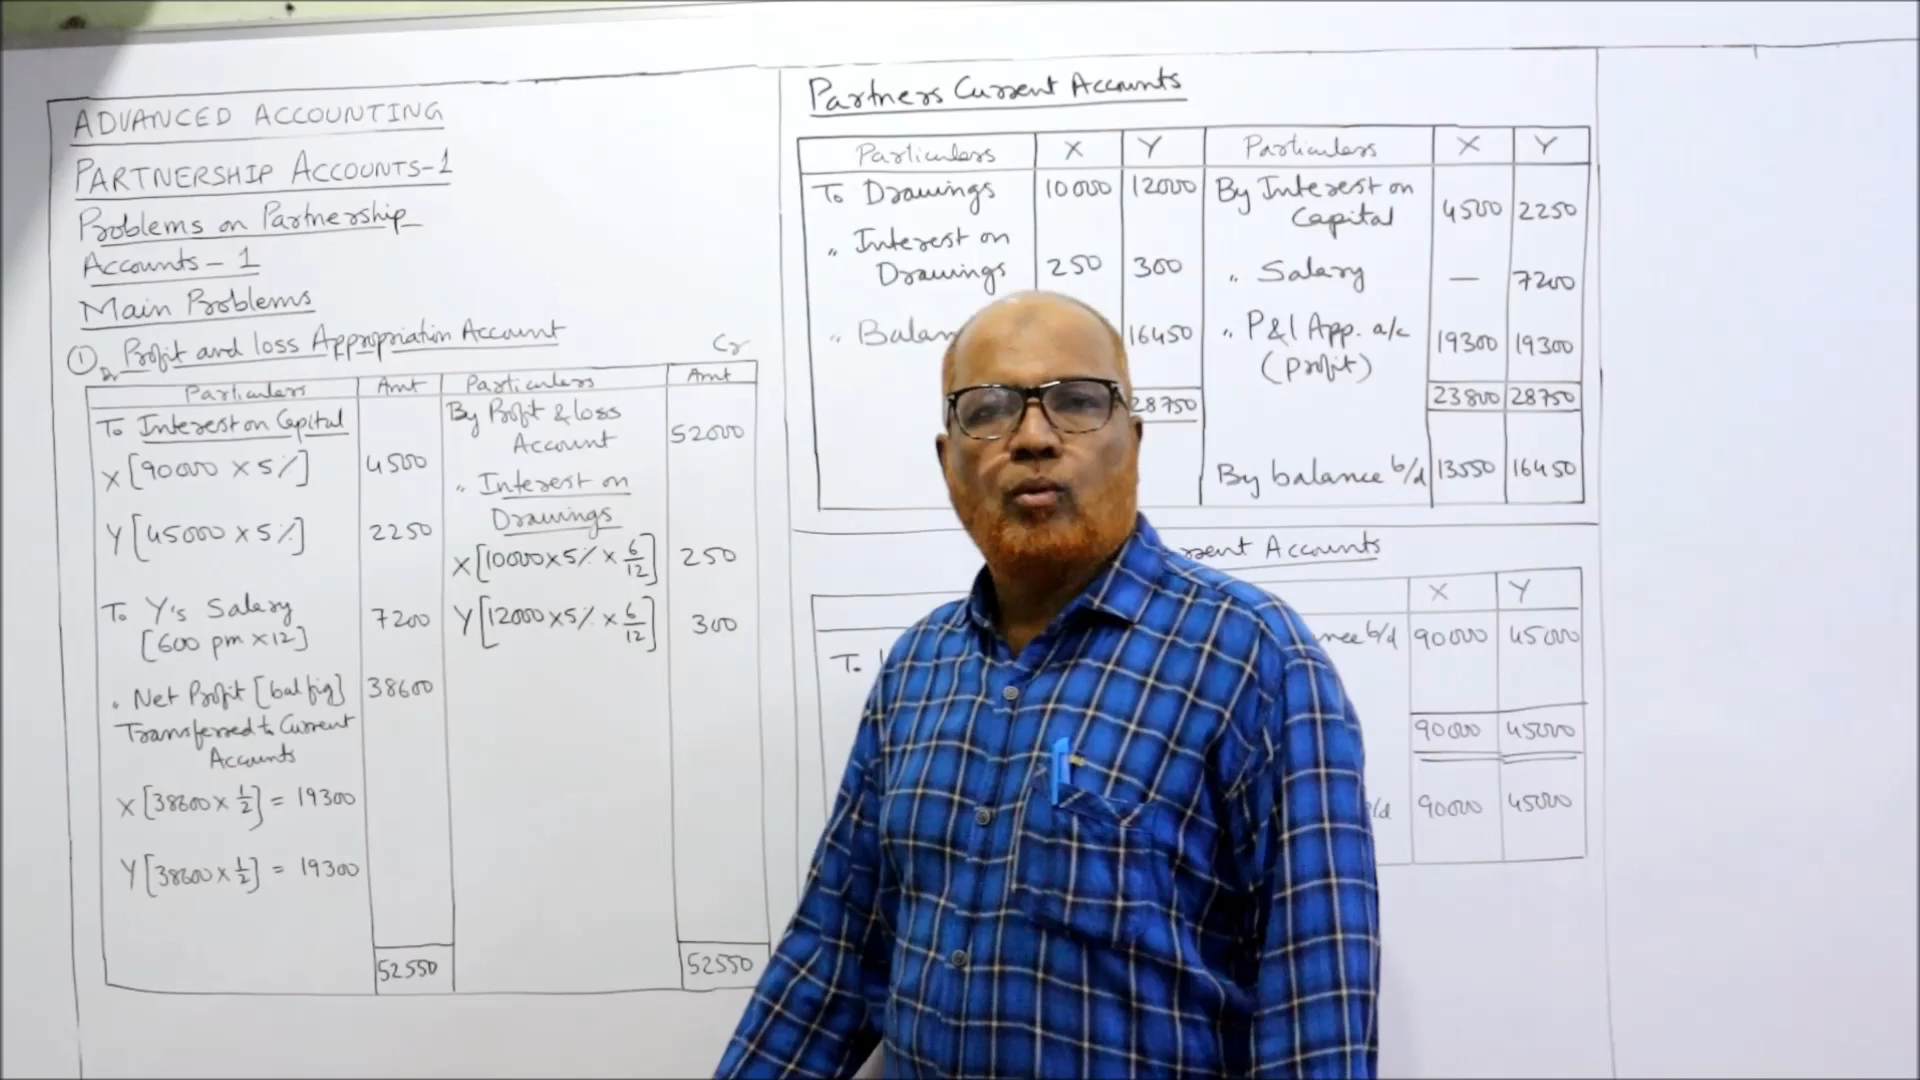 ADVANCED ACCOUNTING
PARTNERSHIP ACCOUNTS-1
Problems on Partnership
Accounts - 1
Main Problems
① Profit and loss Appropriation Account
Dr Cr
Particulars Amt Particulars Amt
To Interest on Capital
X [90000 x 5%] 4500
Y [45000 x 5%] 2250
To Y's Salary
[600 pm x 12] 7200
" Net Profit [bal fig] 38600
Transferred to Current
Accounts
X [38600 x 1/2] = 19300
Y [38600 x 1/2] = 19300
52550
By Profit & loss
Account 52000
" Interest on
Drawings
X [10000 x 5% x 6/12] 250
Y [12000 x 5% x 6/12] 300
52550
Partners Current Accounts
Particulars X Y Particulars X Y
To Drawings 10000 12000
" Interest on
Drawings 250 300
16450
28750
By Interest on
Capital 4500 2250
" Salary — 7200
" P&l App. a/c 19300 19300
(Profit)
23800 28750
By balance b/d 13550 16450
Accounts
X Y
To
b/d 90000 45000
90000 45000
90000 45000